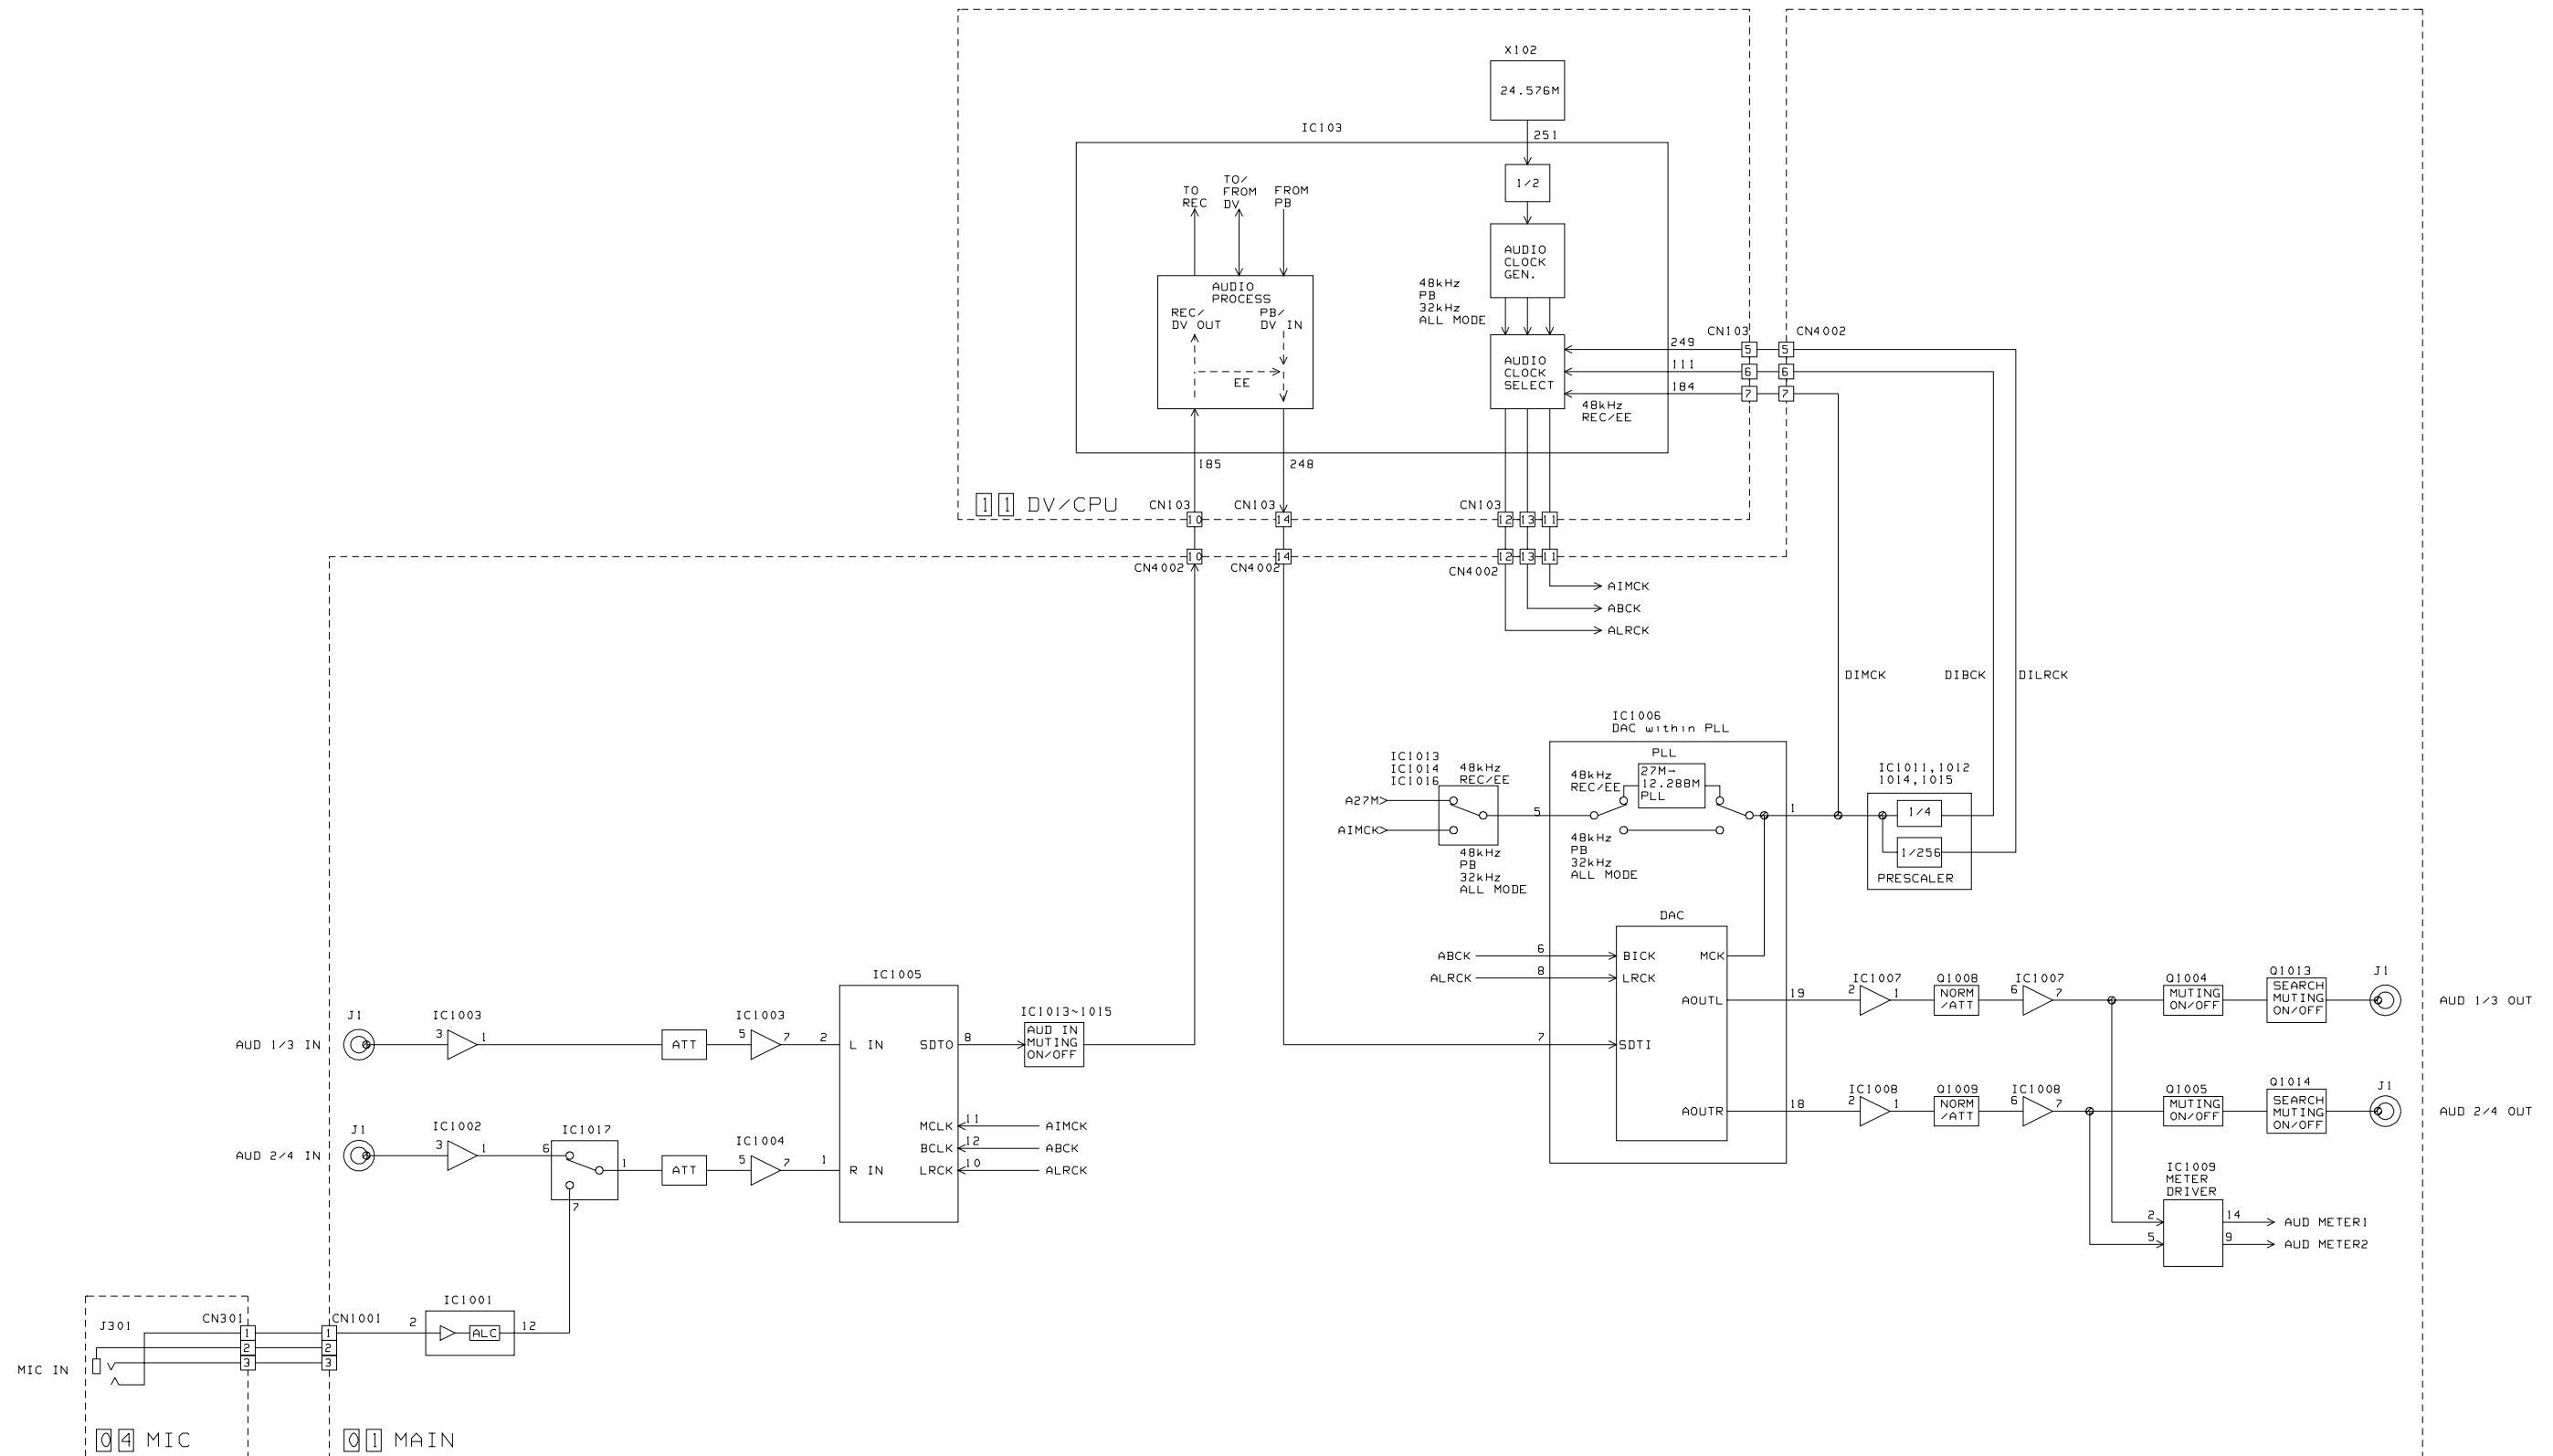 X102
24.576M
IC103
251
1/2
TO
REC
TO/
FROM
DV
FROM
PB
AUDIO
CLOCK
GEN.
AUDIO
PROCESS
REC/
DV OUT
PB/
DV IN
EE
48kHz
PB
32kHz
ALL MODE
AUDIO
CLOCK
SELECT
249
111
184
48kHz
REC/EE
CN103
CN4002
5 5
6 6
7 7
185
248
11 DV/CPU
CN103
CN103
CN103
10
14
12 13 11
10
14
12 13 11
CN4002
CN4002
CN4002
AIMCK
ABCK
ALRCK
DIMCK
DIBCK
DILRCK
IC1006
DAC within PLL
PLL
27M→
12.288M
PLL
48kHz
REC/EE
48kHz
PB
32kHz
ALL MODE
IC1013
IC1014
IC1016
48kHz
REC/EE
A27M
AIMCK
5
48kHz
PB
32kHz
ALL MODE
1
IC1011,1012
1014,1015
1/4
1/256
PRESCALER
DAC
ABCK
6
BICK
MCK
ALRCK
8
LRCK
AOUTL
19
7
SDTI
AOUTR
18
2
IC1007
1
Q1008
NORM
/ATT
6
IC1007
7
Q1004
MUTING
ON/OFF
Q1013
SEARCH
MUTING
ON/OFF
J1
AUD 1/3 OUT
2
IC1008
1
Q1009
NORM
/ATT
6
IC1008
7
Q1005
MUTING
ON/OFF
Q1014
SEARCH
MUTING
ON/OFF
J1
AUD 2/4 OUT
IC1009
METER
DRIVER
2
5
14
9
AUD METER1
AUD METER2
AUD 1/3 IN
J1
3
IC1003
1
ATT
5
IC1003
7
2
IC1005
L IN
SDTO
8
IC1013~1015
AUD IN
MUTING
ON/OFF
MCLK
11
AIMCK
BCLK
12
ABCK
LRCK
10
ALRCK
AUD 2/4 IN
J1
3
IC1002
1
6
IC1017
1
7
ATT
5
IC1004
7
1
R IN
MIC IN
J301
CN301
1
2
3
CN1001
1
2
3
2
IC1001
ALC
12
04 MIC
01 MAIN